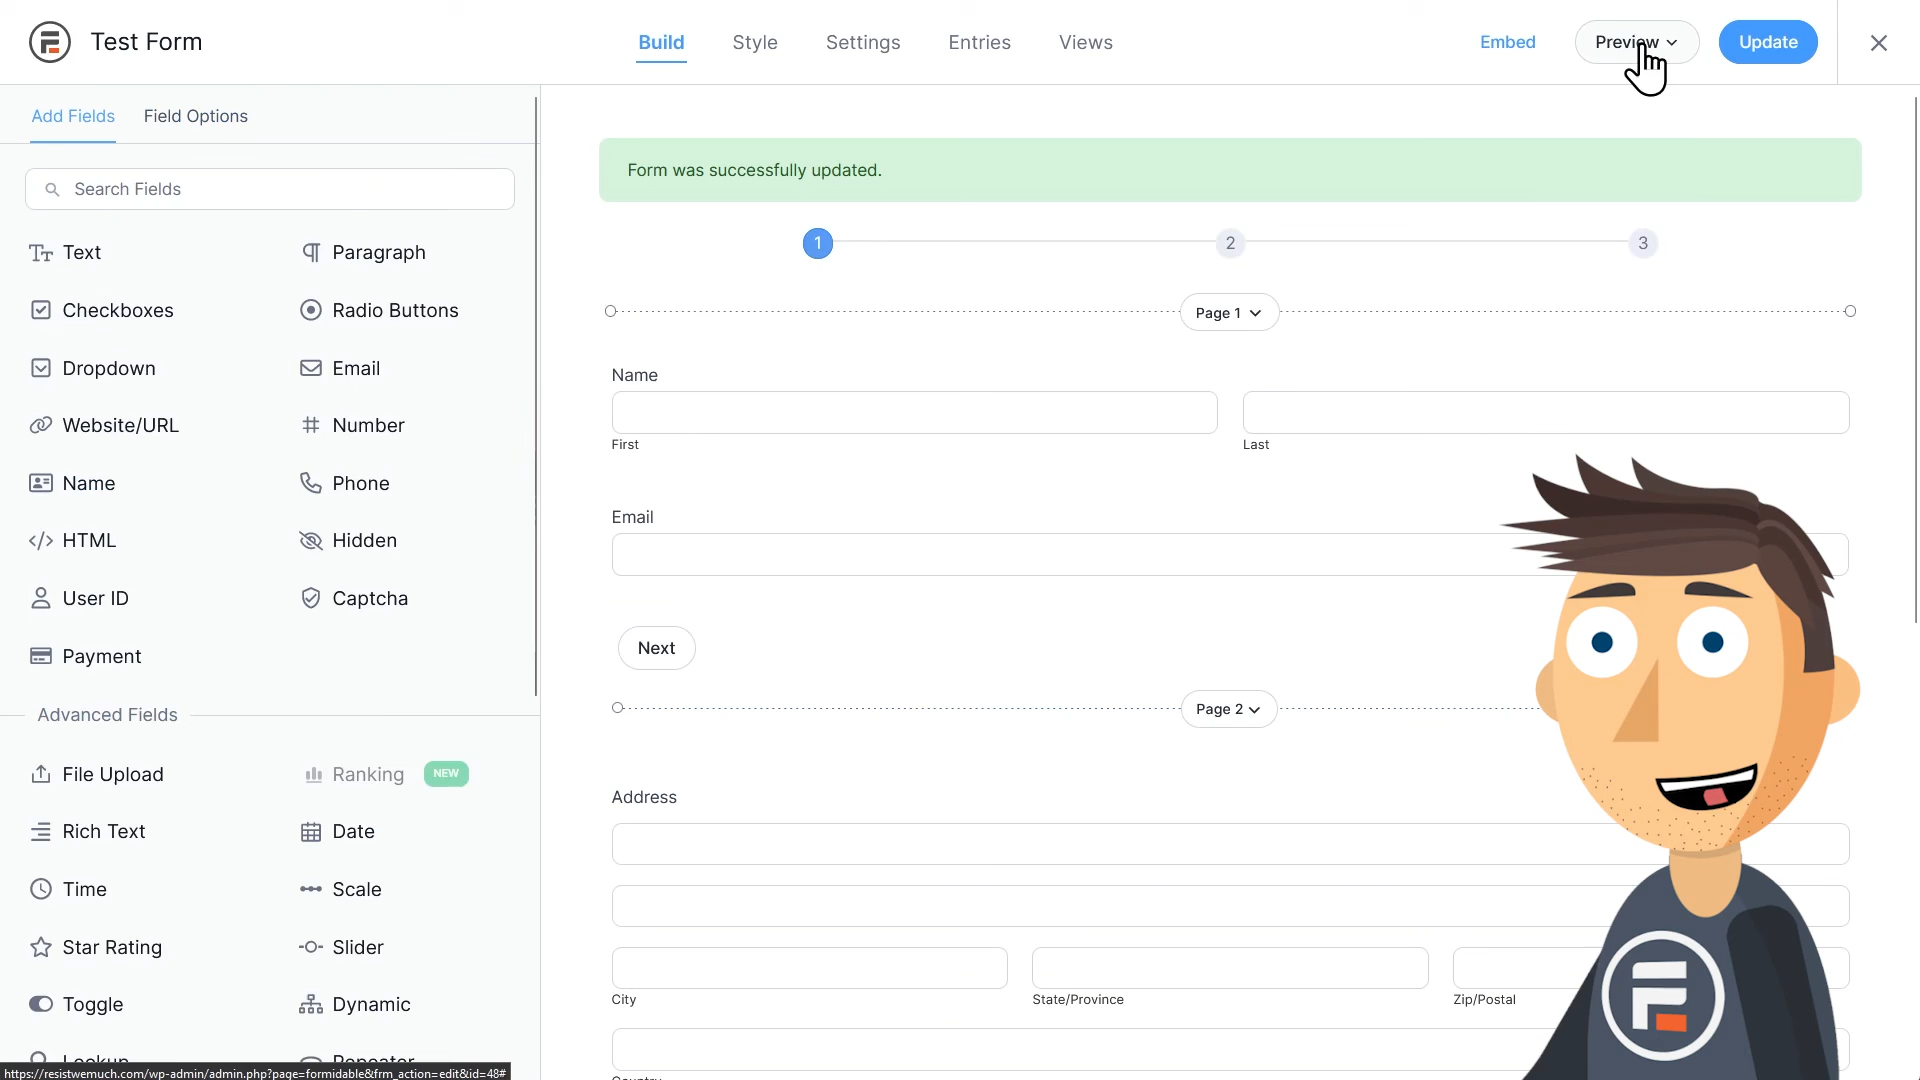 Test Form
Build
Style
Settings
Entries
Views
Embed
Preview
Update
Add Fields
Field Options
Search Fields
Text
Paragraph
Checkboxes
Radio Buttons
Dropdown
Email
Website/URL
Number
Name
Phone
HTML
Hidden
User ID
Captcha
Payment
Advanced Fields
File Upload
Ranking NEW
Rich Text
Date
Time
Scale
Star Rating
Slider
Toggle
Dynamic
Lookup
Repeater
https://resistwemuch.com/wp-admin/admin.php?page=formidable&frm_action=edit&id=48#
Form was successfully updated.
1
2
3
Page 1
Name
First
Last
Email
Next
Page 2
Address
City
State/Province
Zip/Postal
Country